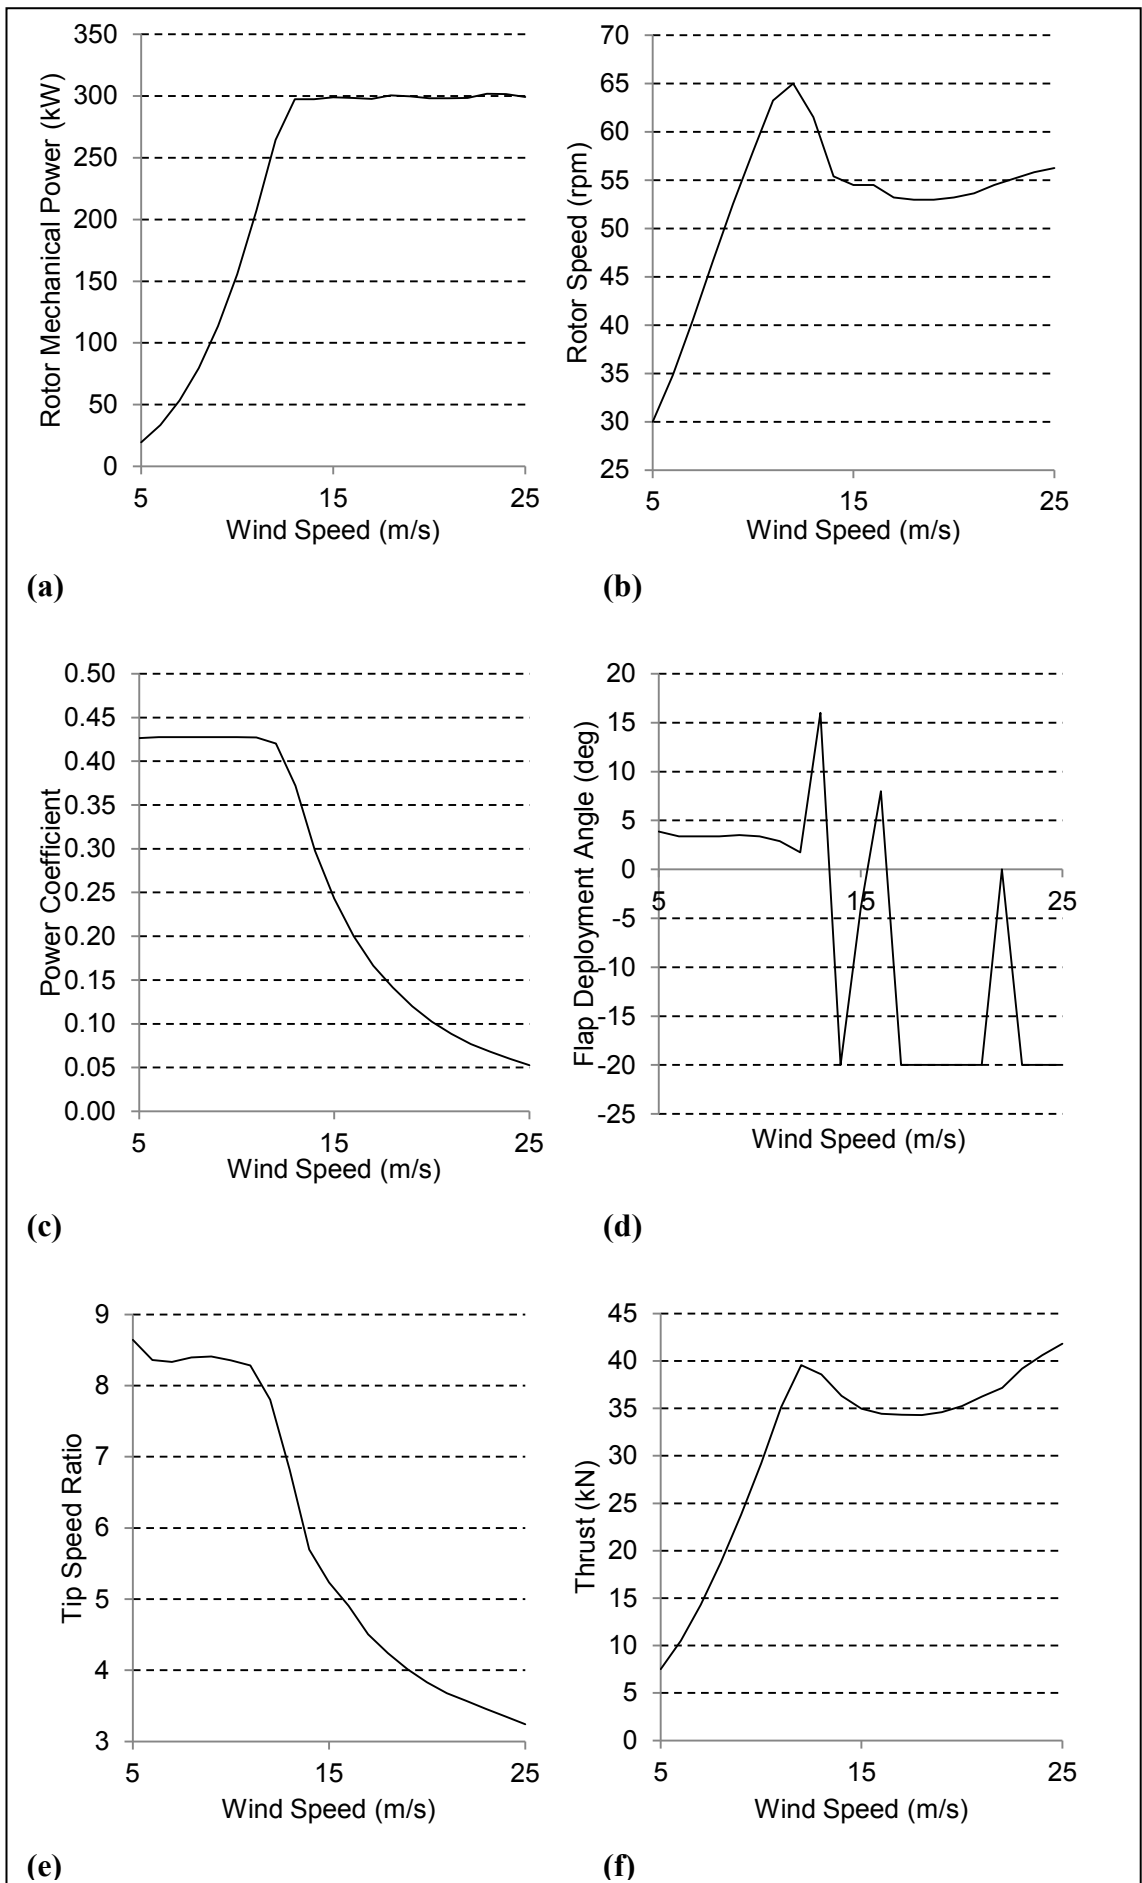 350
300
250
200
150
100
50
0
Rotor Mechanical Power (kW)
5 15 25
Wind Speed (m/s)
(a)
70
65
60
55
50
45
40
35
30
25
Rotor Speed (rpm)
5 15 25
Wind Speed (m/s)
(b)
0.50
0.45
0.40
0.35
0.30
0.25
0.20
0.15
0.10
0.05
0.00
Power Coefficient
5 15 25
Wind Speed (m/s)
(c)
20
15
10
5
0
-5
-10
-15
-20
-25
Flap Deployment Angle (deg)
5 15 25
Wind Speed (m/s)
(d)
9
8
7
6
5
4
3
Tip Speed Ratio
5 15 25
Wind Speed (m/s)
(e)
45
40
35
30
25
20
15
10
5
0
Thrust (kN)
5 15 25
Wind Speed (m/s)
(f)